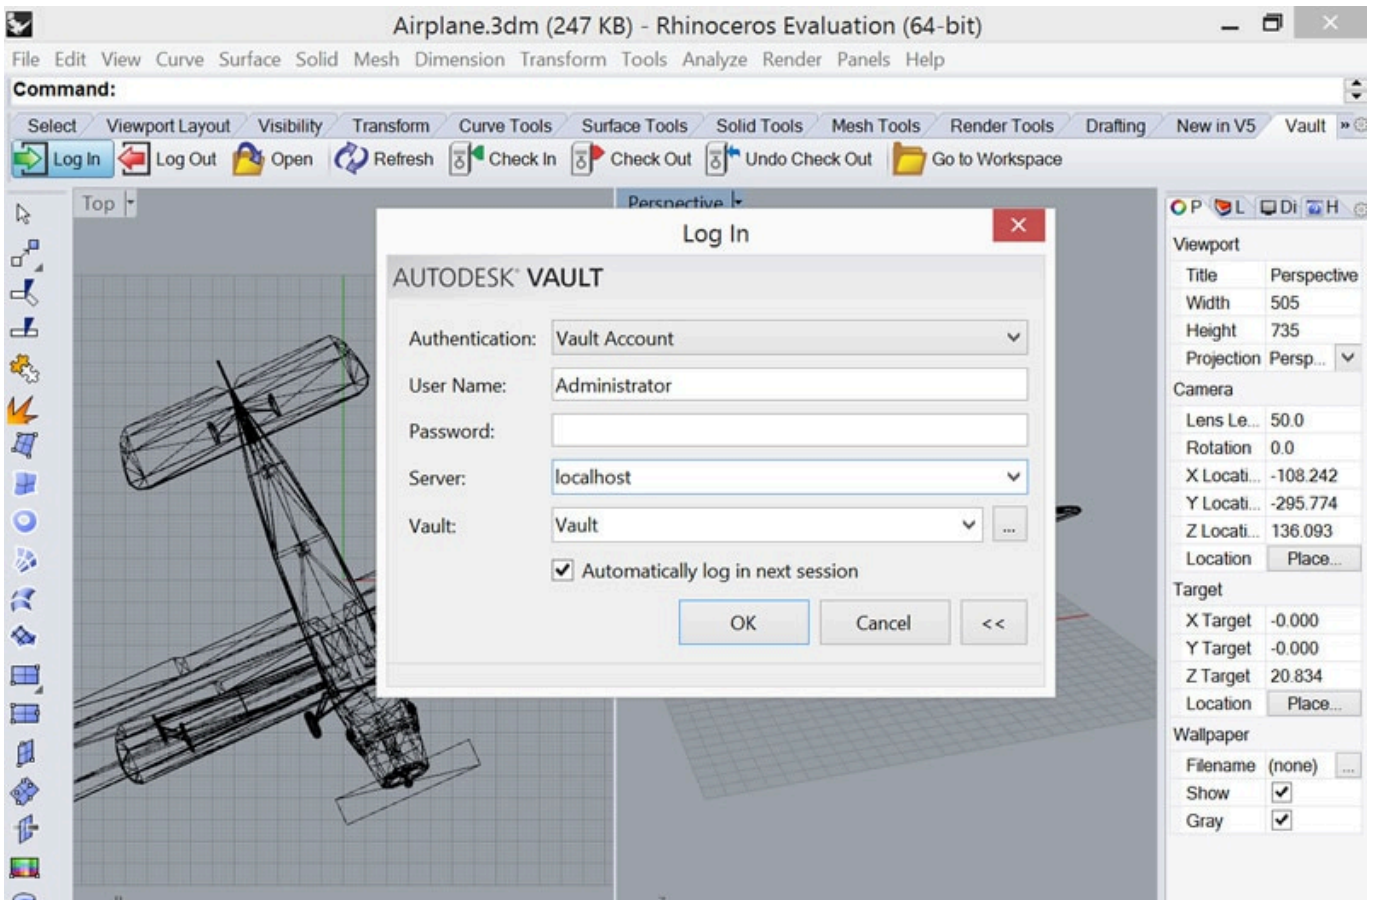 Airplane.3dm (247 KB) - Rhinoceros Evaluation (64-bit)
File Edit View Curve Surface Solid Mesh Dimension Transform Tools Analyze Render Panels Help
Command:
Select Viewport Layout Visibility Transform Curve Tools Surface Tools Solid Tools Mesh Tools Render Tools Drafting New in V5 Vault »
Log In Log Out Open Refresh Check In Check Out Undo Check Out Go to Workspace
Top
Perspective
Log In
AUTODESK® VAULT
Authentication: Vault Account
User Name: Administrator
Password:
Server: localhost
Vault: Vault ...
Automatically log in next session
OK Cancel <<
P L Di H
Viewport
Title Perspective
Width 505
Height 735
Projection Persp...
Camera
Lens Le... 50.0
Rotation 0.0
X Locati... -108.242
Y Locati... -295.774
Z Locati... 136.093
Location Place...
Target
X Target -0.000
Y Target -0.000
Z Target 20.834
Location Place...
Wallpaper
Filename (none) ...
Show
Gray